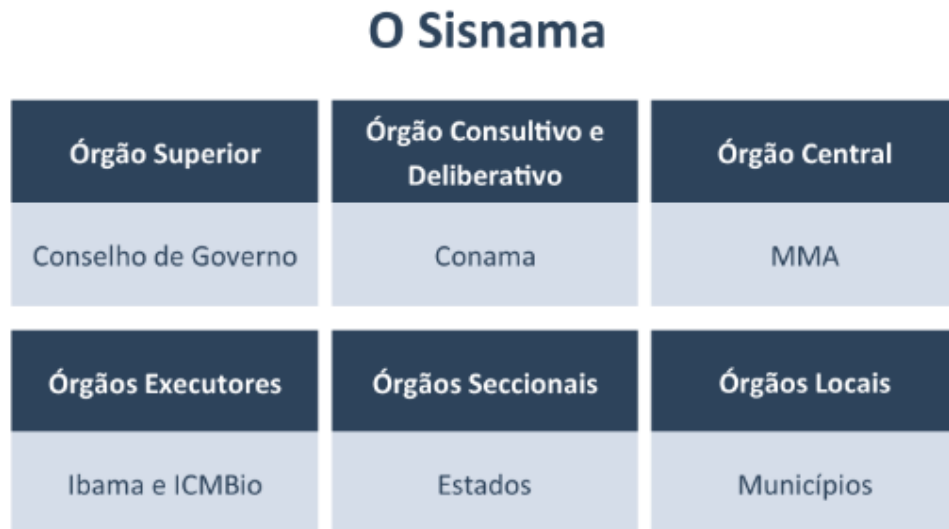 O Sisnama
Órgão Superior
Órgão Consultivo e
Deliberativo
Órgão Central
Conselho de Governo
Conama
MMA
Órgãos Executores
Órgãos Seccionais
Órgãos Locais
Ibama e ICMBio
Estados
Municípios